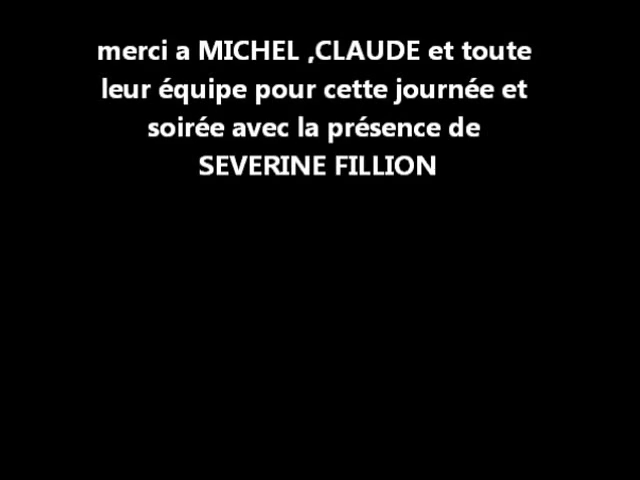 merci a MICHEL ,CLAUDE et toute
leur équipe pour cette journée et
soirée avec la présence de
SEVERINE FILLION